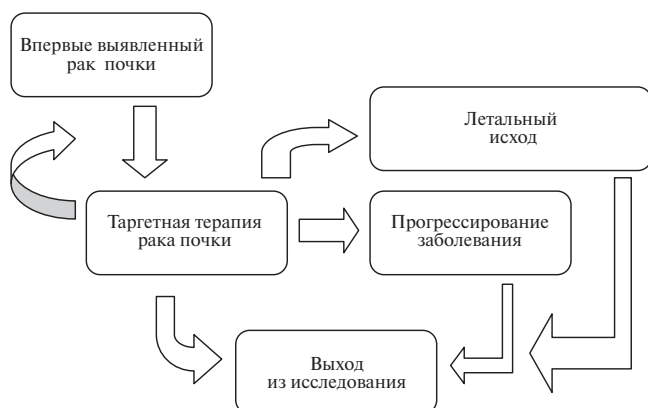 Впервые выявленный
рак почки
Летальный
исход
Таргетная терапия
рака почки
Прогрессирование
заболевания
Выход
из исследования